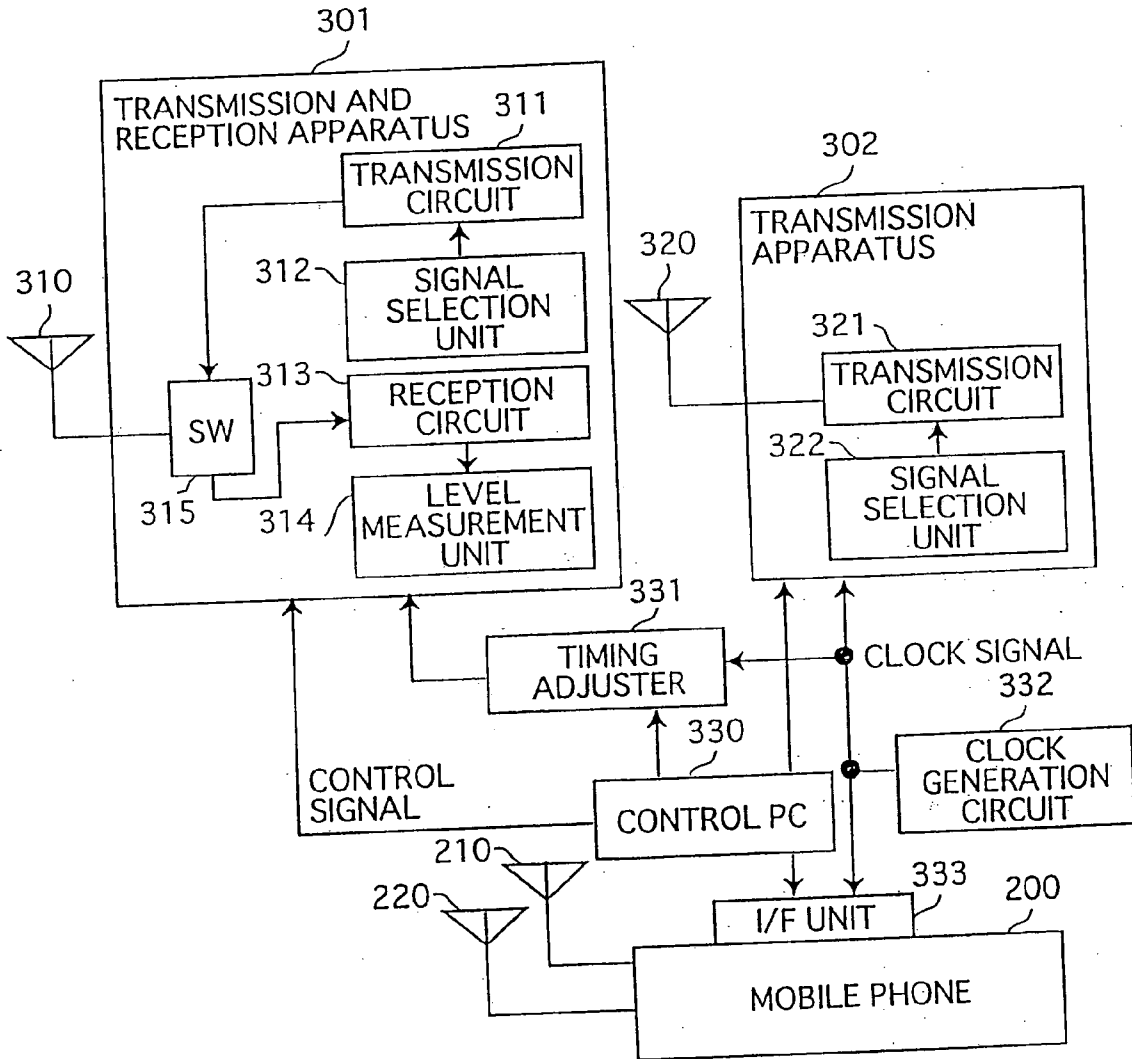 301
TRANSMISSION AND
RECEPTION APPARATUS
311
TRANSMISSION
CIRCUIT
312
SIGNAL
SELECTION
UNIT
310
313
RECEPTION
CIRCUIT
SW
315
314
LEVEL
MEASUREMENT
UNIT
302
TRANSMISSION
APPARATUS
320
321
TRANSMISSION
CIRCUIT
322
SIGNAL
SELECTION
UNIT
331
TIMING
ADJUSTER
CLOCK SIGNAL
332
CLOCK
GENERATION
CIRCUIT
330
CONTROL PC
CONTROL
SIGNAL
210
220
333
I/F UNIT
200
MOBILE PHONE